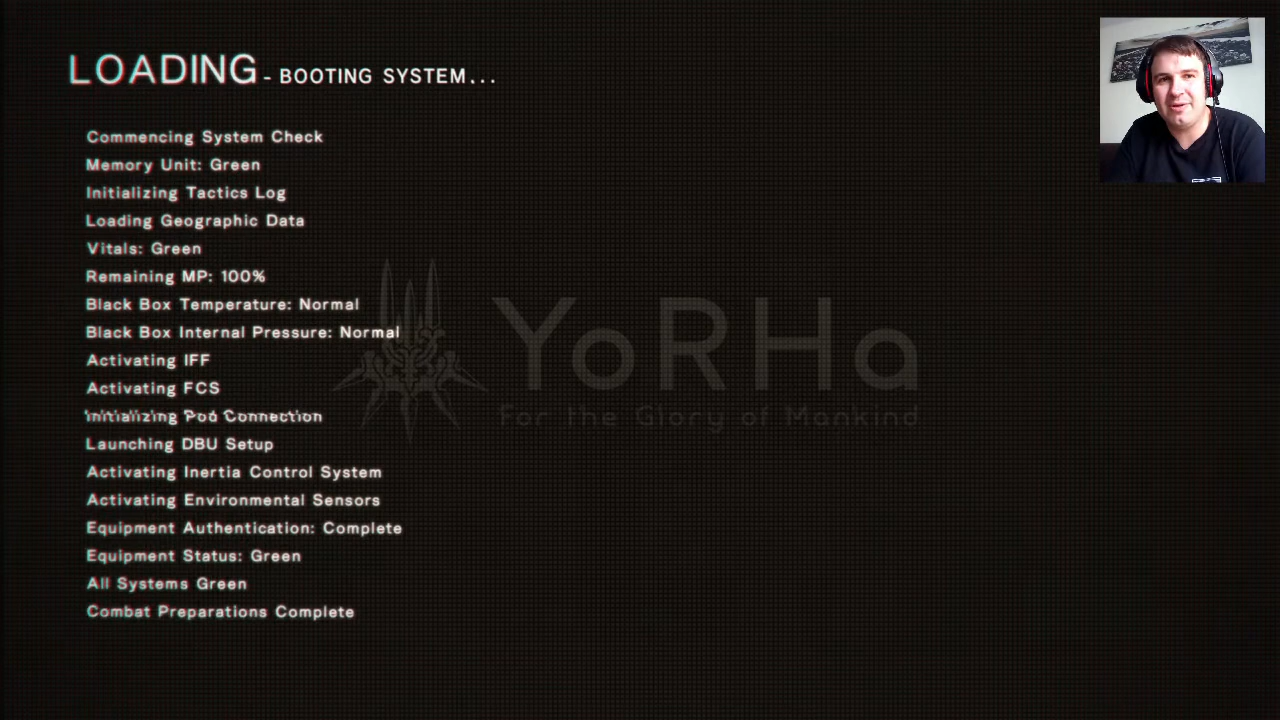 LOADING - BOOTING SYSTEM...
Commencing System Check
Memory Unit: Green
Initializing Tactics Log
Loading Geographic Data
Vitals: Green
Remaining MP: 100%
Black Box Temperature: Normal
Black Box Internal Pressure: Normal
Activating IFF
Activating FCS
Initializing Pod Connection
Launching DBU Setup
Activating Inertia Control System
Activating Environmental Sensors
Equipment Authentication: Complete
Equipment Status: Green
All Systems Green
Combat Preparations Complete
YoRHa
For the Glory of Mankind